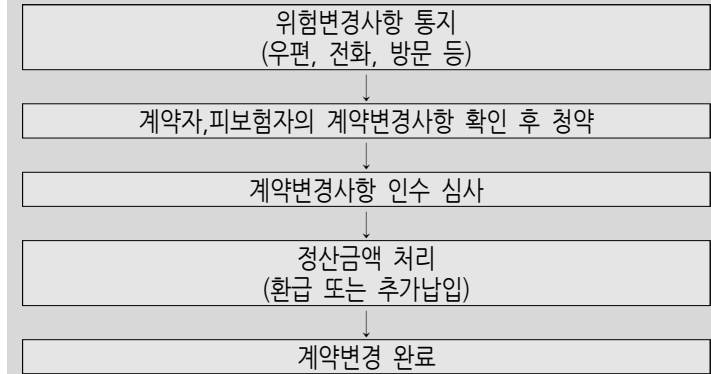 위험변경사항 통지
(우편, 전화, 방문 등)
↓
계약자,피보험자의 계약변경사항 확인 후 청약
↓
계약변경사항 인수 심사
↓
정산금액 처리
(환급 또는 추가납입)
↓
계약변경 완료